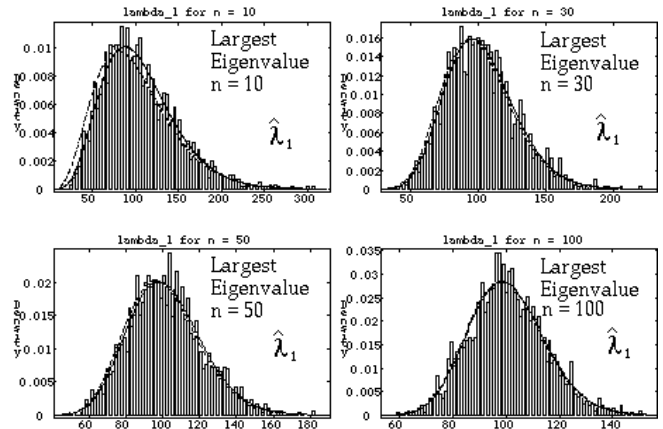 lambda_1 for n = 10
0.01
0.008
0.006
0.004
0.002
0
50 100 150 200 250 300
Largest
Eigenvalue
n = 10
λ̂ 1
lambda_1 for n = 30
0.016
0.014
0.012
0.01
0.008
0.006
0.004
0.002
0
50 100 150 200
Largest
Eigenvalue
n = 30
λ̂ 1
lambda_1 for n = 50
0.02
0.015
0.01
0.005
0
60 80 100 120 140 160 180
Largest
Eigenvalue
n = 50
λ̂ 1
lambda_1 for n = 100
0.035
0.03
0.025
0.02
0.015
0.01
0.005
0
60 80 100 120 140
Largest
Eigenvalue
n = 100
λ̂ 1